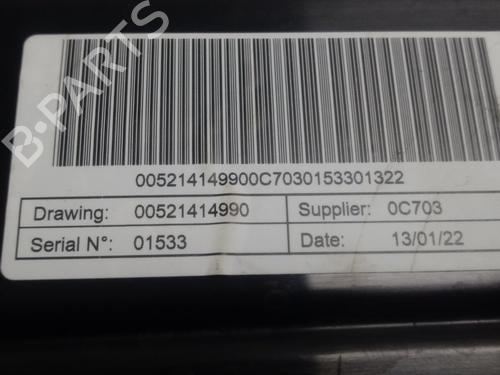 B-PARTS
005214149900C7030153301322
Drawing: 00521414990 Supplier: 0C703
Serial N°: 01533 Date: 13/01/22